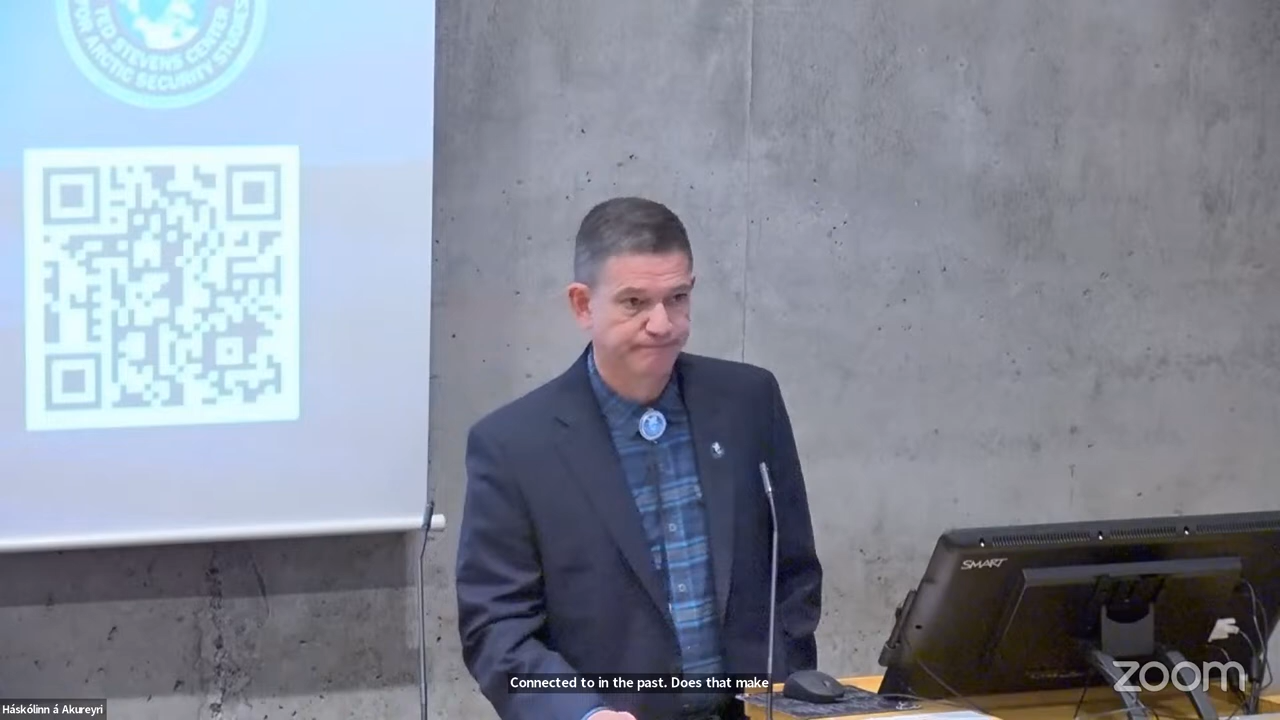 TED STEVENS CENTER
FOR ARCTIC SECURITY STUDIES
SMART
Connected to in the past. Does that make
zoom
Háskólinn á Akureyri